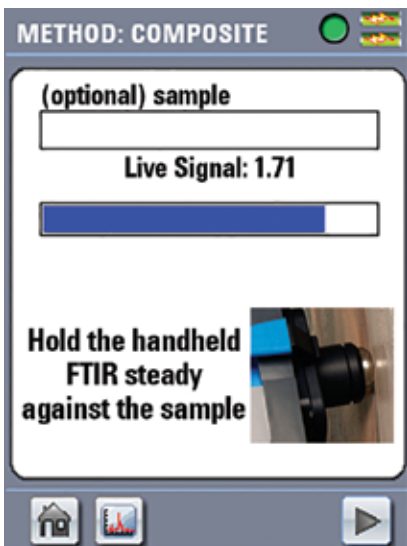 METHOD: COMPOSITE
(optional) sample
Live Signal: 1.71
Hold the handheld
FTIR steady
against the sample